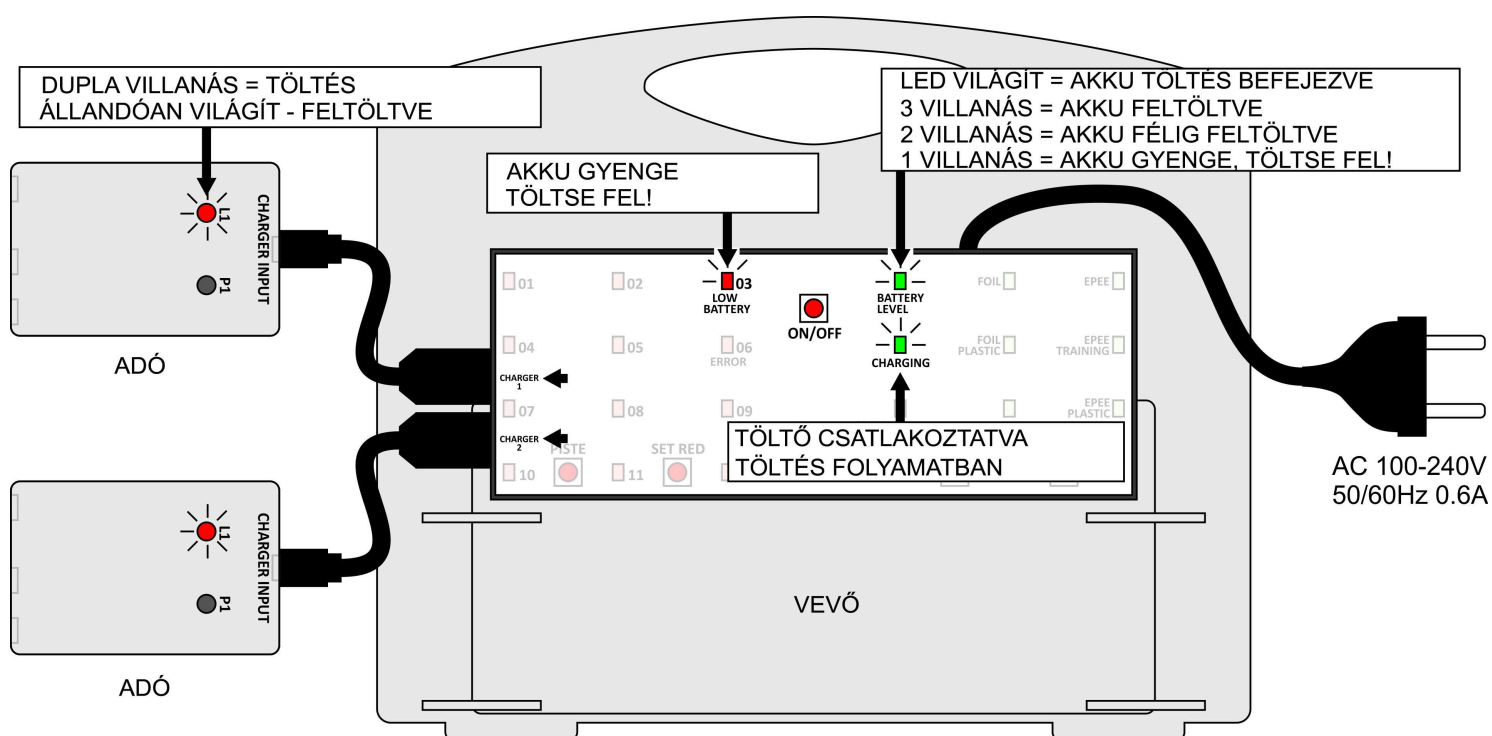 DUPLA VILLANÁS = TÖLTÉS
ÁLLANDÓAN VILÁGÍT - FELTÖLTVE
LED VILÁGÍT = AKKU TÖLTÉS BEFEJEZVE
3 VILLANÁS = AKKU FELTÖLTVE
2 VILLANÁS = AKKU FÉLIG FELTÖLTVE
1 VILLANÁS = AKKU GYENGE, TÖLTSE FEL!
AKKU GYENGE
TÖLTSE FEL!
L1
P1
CHARGER INPUT
ADÓ
01
02
03
LOW
BATTERY
ON/OFF
BATTERY
LEVEL
FOIL
EPEE
04
05
06
ERROR
CHARGING
FOIL
PLASTIC
EPEE
TRAINING
CHARGER
1
07
08
09
EPEE
PLASTIC
CHARGER
2
PISTE
SET RED
10
11
TÖLTŐ CSATLAKOZTATVA
TÖLTÉS FOLYAMATBAN
AC 100-240V
50/60Hz 0.6A
L1
P1
CHARGER INPUT
ADÓ
VEVŐ